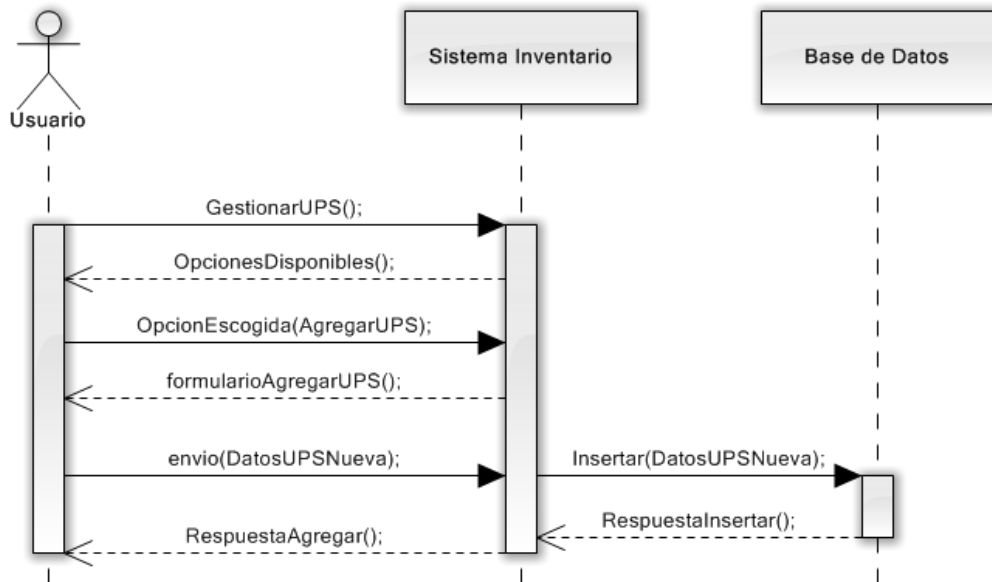 Usuario
Sistema Inventario
Base de Datos
GestionarUPS();
OpcionesDisponibles();
OpcionEscogida(AgregarUPS);
formularioAgregarUPS();
envio(DatosUPSNueva);
Insertar(DatosUPSNueva);
RespuestaInsertar();
RespuestaAgregar();